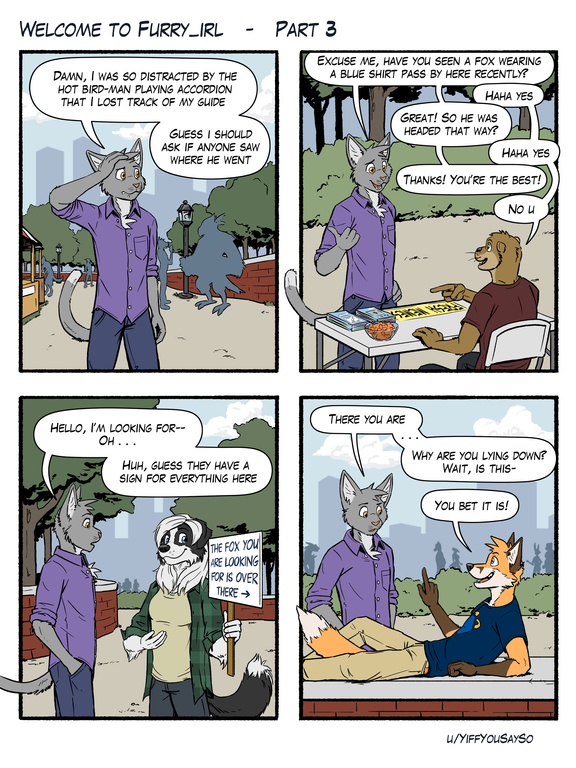 Welcome to Furry_irl - Part 3
Damn, I was so distracted by the
hot bird-man playing accordion
that I lost track of my guide
Guess I should
ask if anyone saw
where he went
Excuse me, have you seen a fox wearing
a blue shirt pass by here recently?
Haha yes
Great! So he was
headed that way?
Haha yes
Thanks! You're the best!
No u
Hello, I'm looking for--
Oh . . .
Huh, guess they have a
sign for everything here
The fox you
are looking
for is over
there →
There you are
. . .
Why are you lying down?
Wait, is this-
You bet it is!
u/YiffYouSaySo